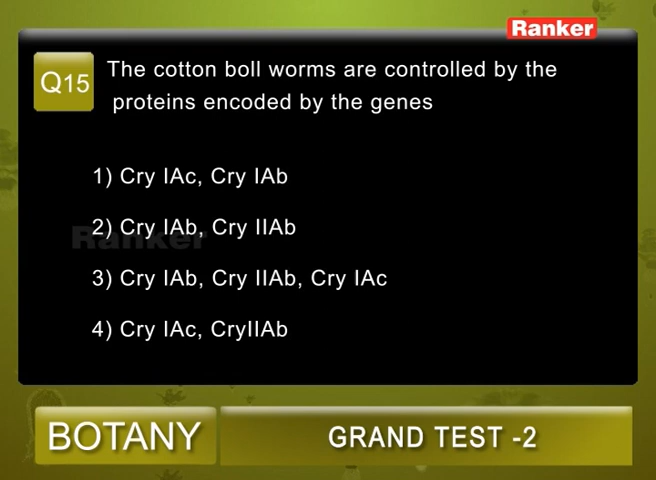 Ranker
Q15
The cotton boll worms are controlled by the
proteins encoded by the genes
1) Cry IAc, Cry IAb
2) Cry IAb, Cry IIAb
Ranker
3) Cry IAb, Cry IIAb, Cry IAc
4) Cry IAc, CryIIAb
BOTANY
GRAND TEST -2